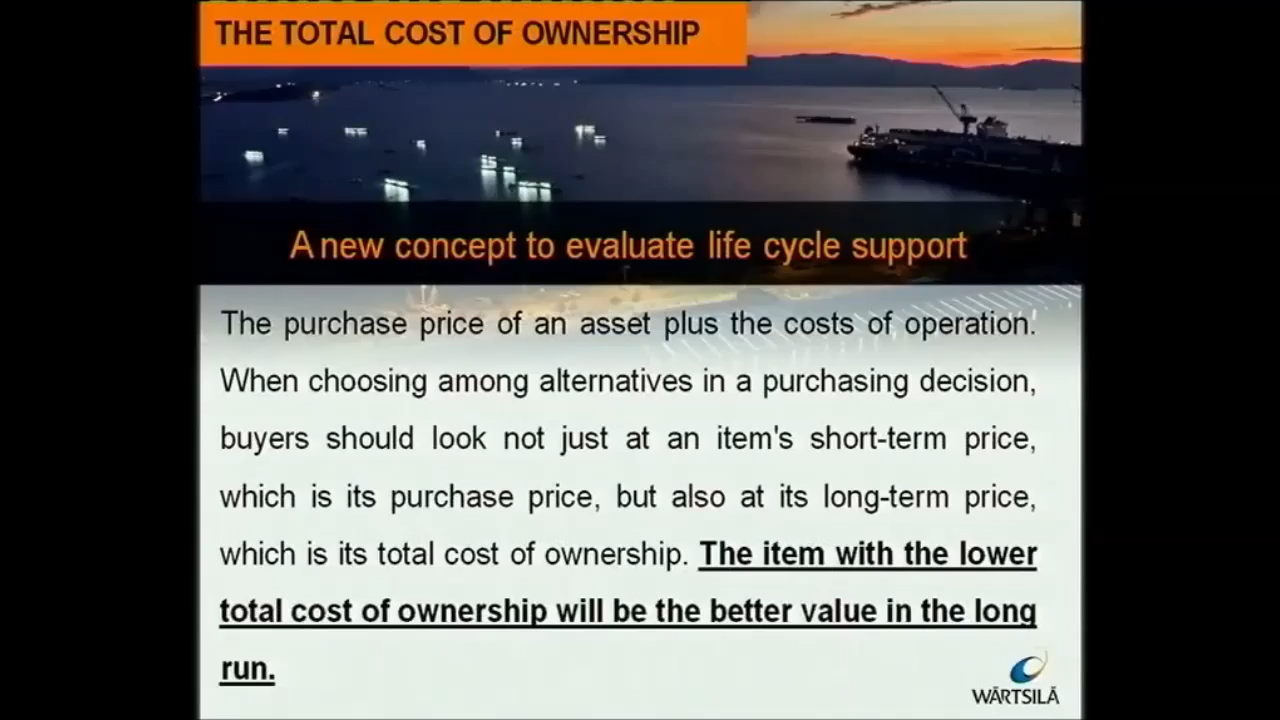 THE TOTAL COST OF OWNERSHIP
A new concept to evaluate life cycle support
The purchase price of an asset plus the costs of operation.
When choosing among alternatives in a purchasing decision,
buyers should look not just at an item's short-term price,
which is its purchase price, but also at its long-term price,
which is its total cost of ownership. The item with the lower
total cost of ownership will be the better value in the long
run.
WÄRTSILÄ